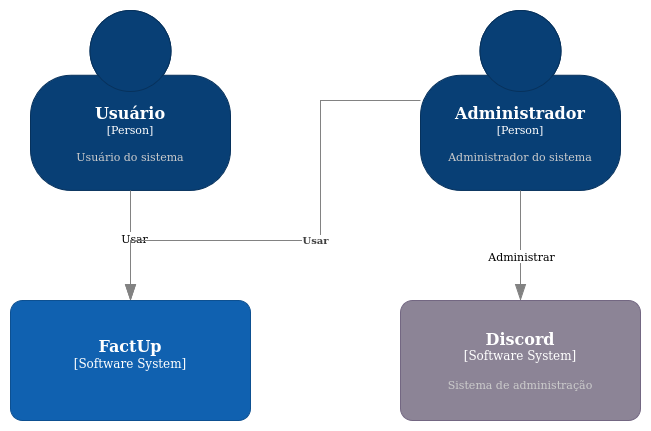 Usuário
[Person]
Usuário do sistema
Administrador
[Person]
Administrador do sistema
Usar
Usar
Administrar
FactUp
[Software System]
Discord
[Software System]
Sistema de administração